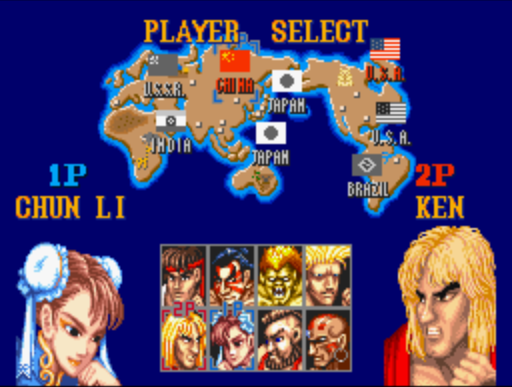 PLAYER SELECT
U.S.A.
U.S.S.R.
CHINA
JAPAN
U.S.A.
INDIA
JAPAN
BRAZIL
1P
2P
CHUN LI
KEN
2P
1P